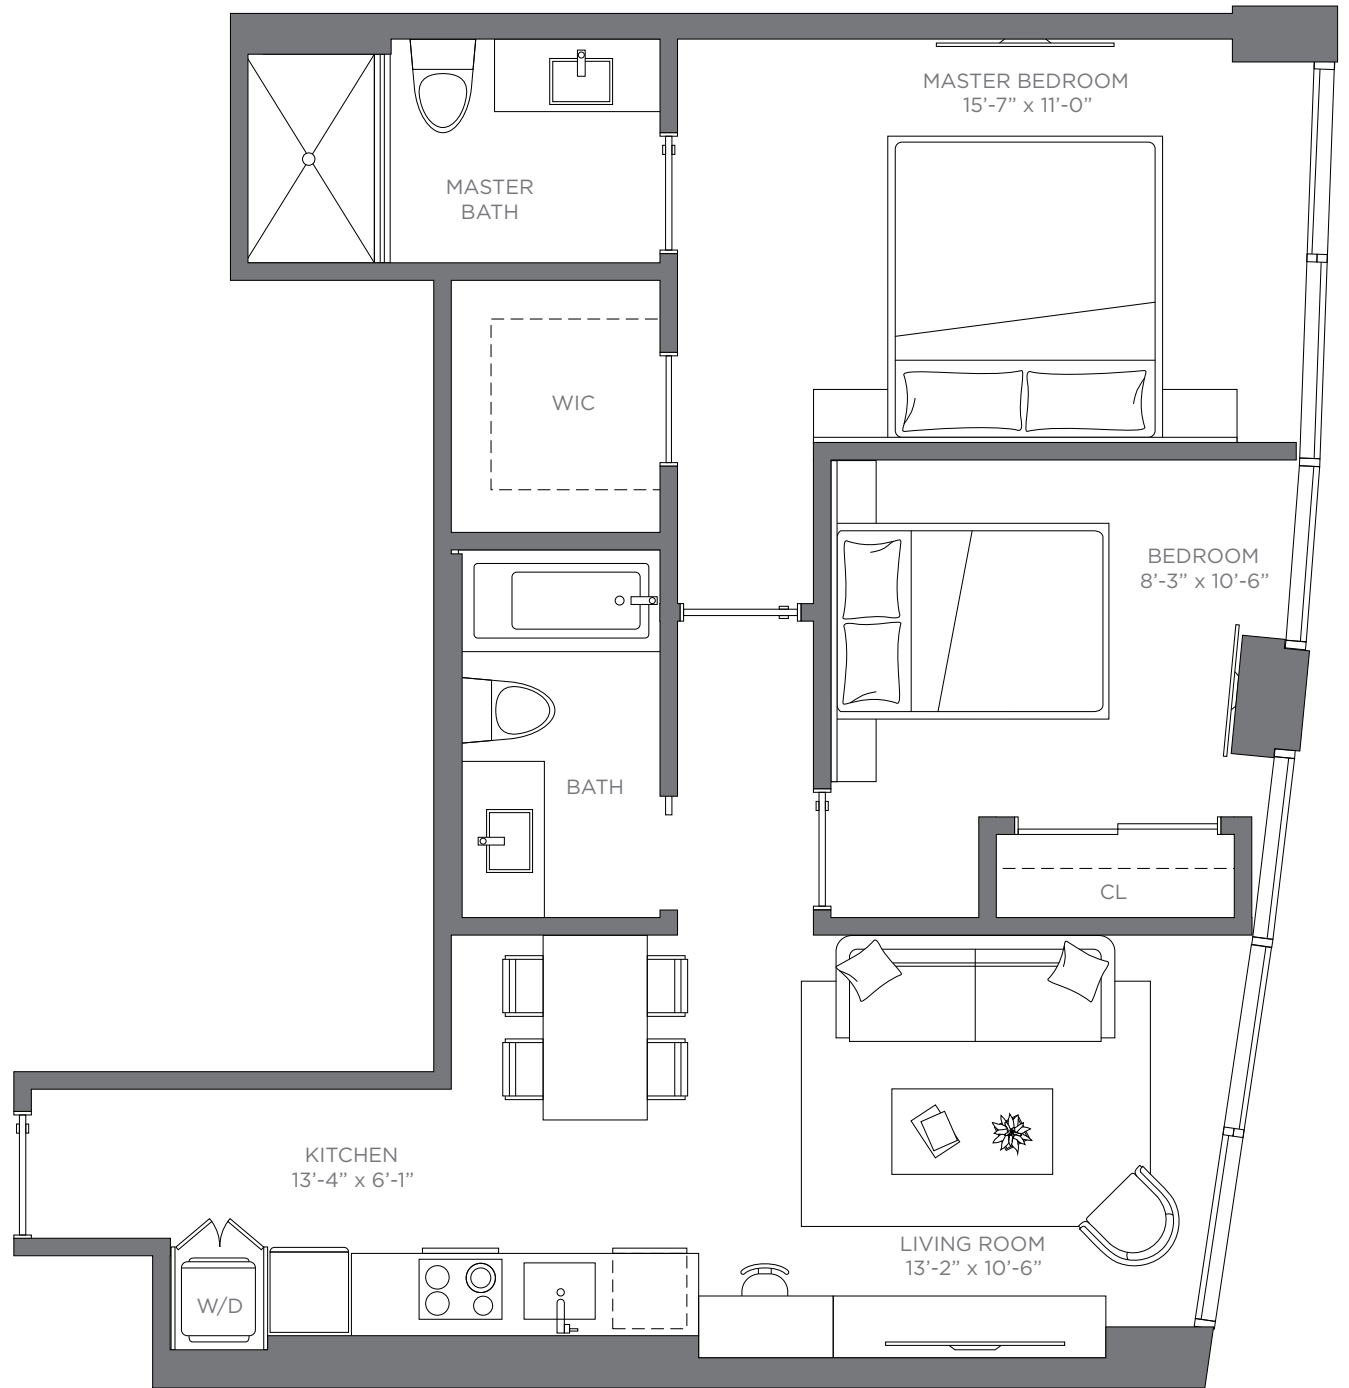 MASTER BEDROOM
15’-7” x 11’-0”
MASTER
BATH
WIC
BEDROOM
8’-3” x 10’-6”
BATH
CL
KITCHEN
13’-4” x 6’-1”
LIVING ROOM
13’-2” x 10’-6”
W/D